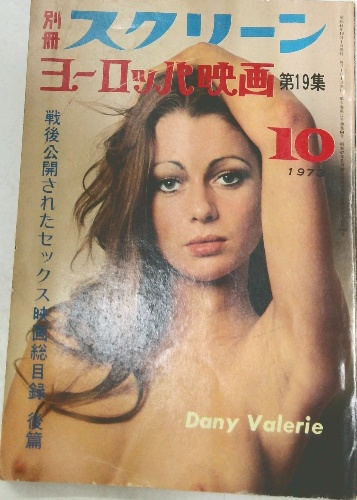 別冊
スクリーン
ヨーロッパ映画 第19集
10
戦後公開されたセックス映画総目録 後篇
Dany Valerie